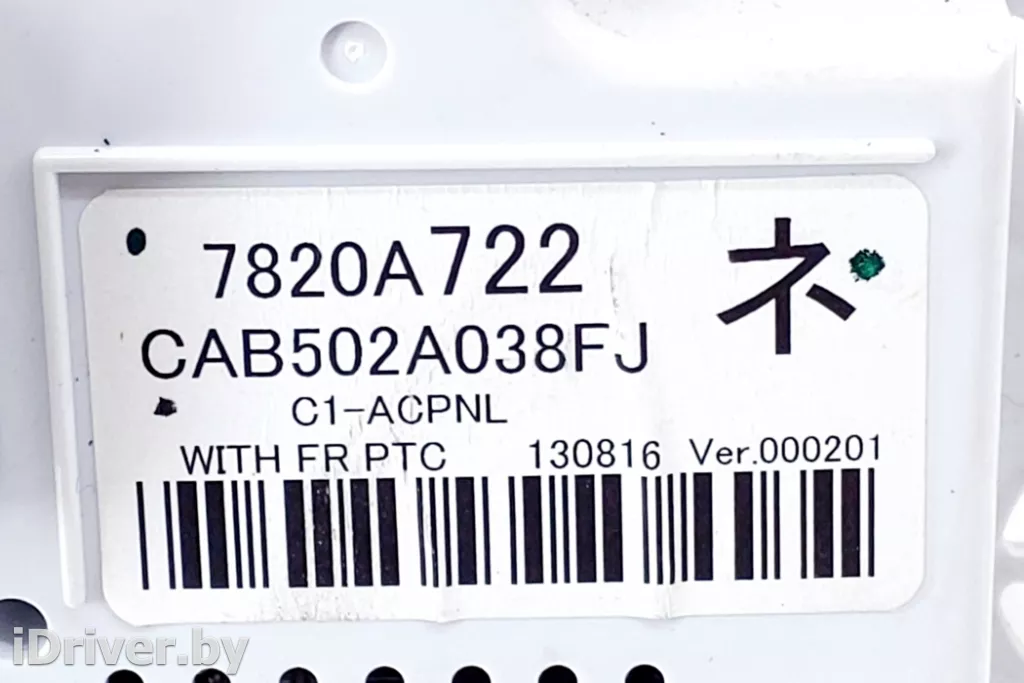 7820A722
ネ
CAB502A038FJ
C1-ACPNL
WITH FR PTC 130816 Ver.000201
iDriver.by